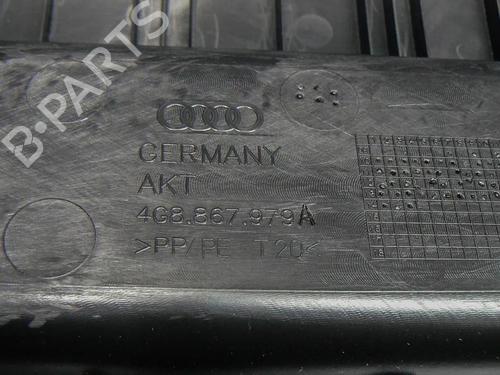 B-PARTS
GERMANY
AKT
4G8.867.979A
>PP/PE T20<